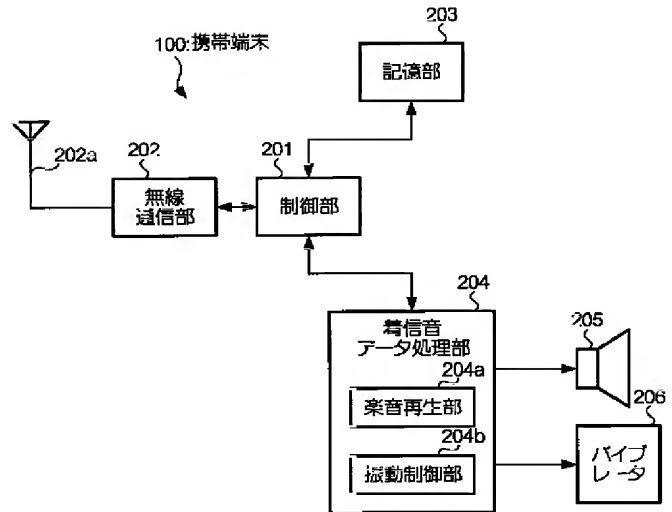 203
100:携帯端末
記憶部
202a
202
201
無線
通信部
制御部
204
着信音
データ処理部
204a
楽音再生部
204b
振動制御部
205
206
バイブ
レータ